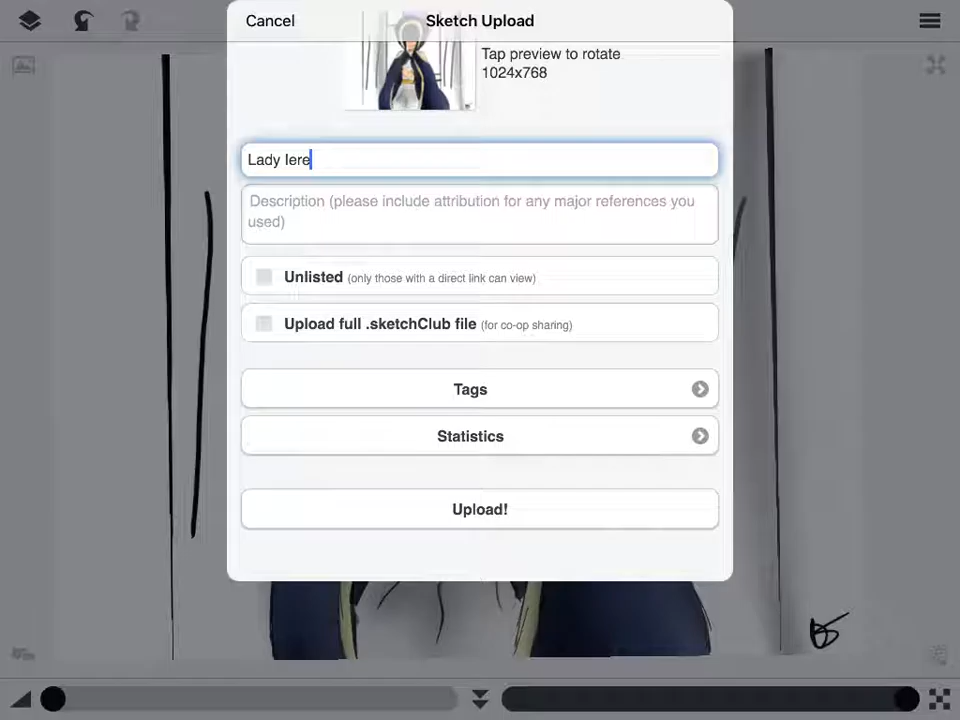 Cancel
Sketch Upload
Tap preview to rotate
1024x768
Lady Iere
Description (please include attribution for any major references you
used)
Unlisted (only those with a direct link can view)
Upload full .sketchClub file (for co-op sharing)
Tags
Statistics
Upload!